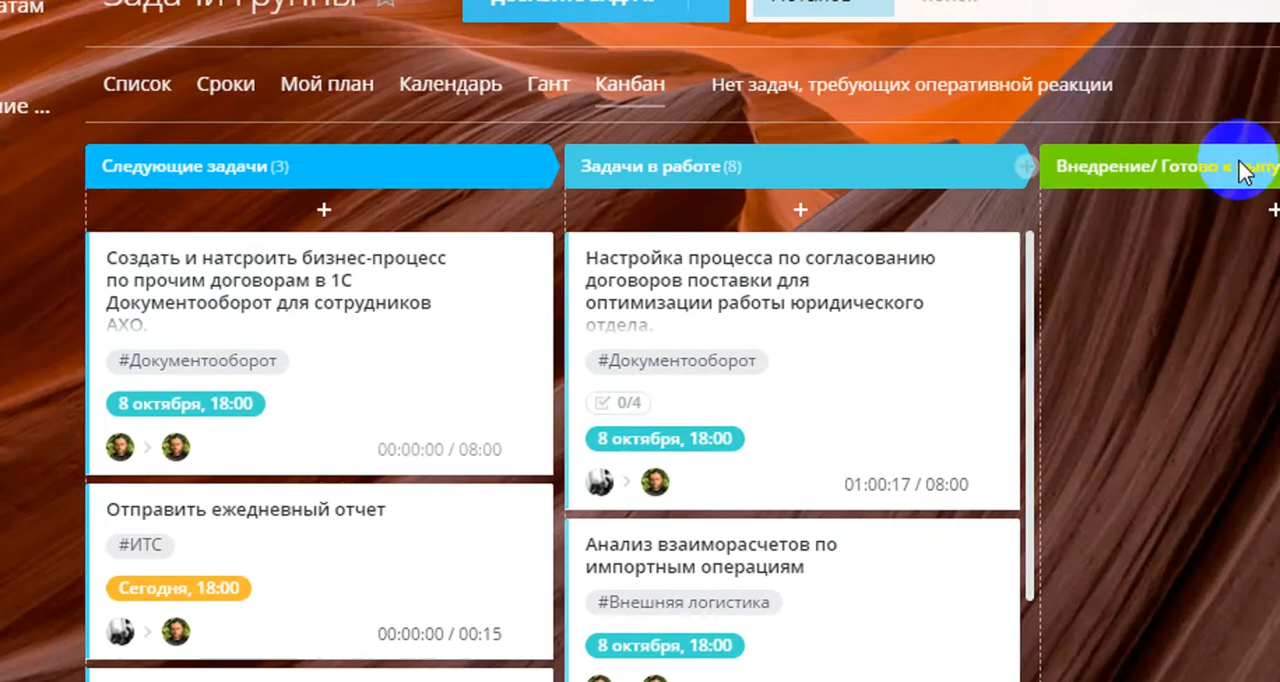 атам
Задачи группы
ние ...
Список Сроки Мой план Календарь Гант Канбан Нет задач, требующих оперативной реакции
Следующие задачи (3)
Создать и натсроить бизнес-процесс
по прочим договорам в 1С
Документооборот для сотрудников
АХО.
#Документооборот
8 октября, 18:00
00:00:00 / 08:00
Отправить ежедневный отчет
#ИТС
Сегодня, 18:00
00:00:00 / 00:15
Задачи в работе (8)
Настройка процесса по согласованию
договоров поставки для
оптимизации работы юридического
отдела.
#Документооборот
0/4
8 октября, 18:00
01:00:17 / 08:00
Анализ взаиморасчетов по
импортным операциям
#Внешняя логистика
8 октября, 18:00
Внедрение/ Готово к